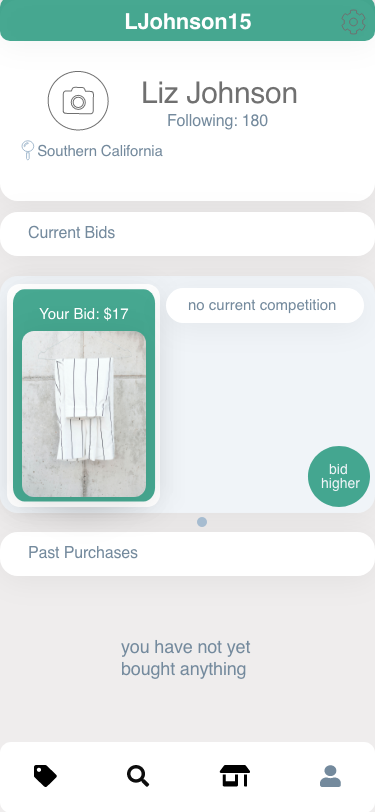 LJohnson15
Liz Johnson
Following: 180
Southern California
Current Bids
Your Bid: $17
no current competition
bid
higher
Past Purchases
you have not yet
bought anything